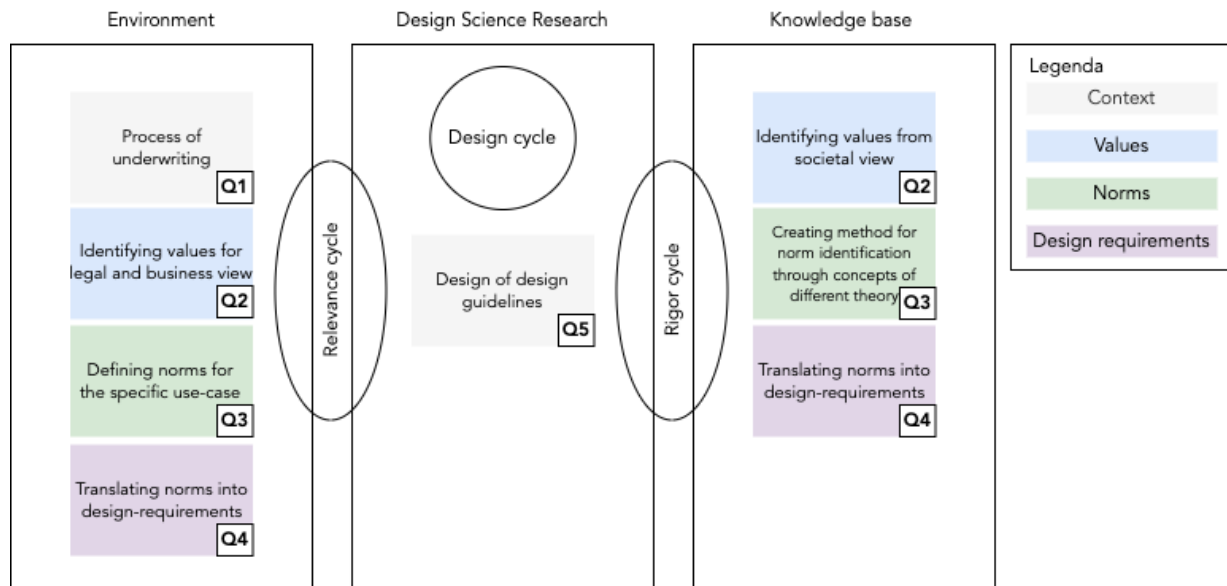 Environment
Design Science Research
Knowledge base
Process of
underwriting
Q1
Identifying values for
legal and business view
Q2
Defining norms for
the specific use-case
Q3
Translating norms into
design-requirements
Q4
Relevance cycle
Design cycle
Design of design
guidelines
Q5
Rigor cycle
Identifying values from
societal view
Q2
Creating method for
norm identification
through concepts of
different theory
Q3
Translating norms into
design-requirements
Q4
Legenda
Context
Values
Norms
Design requirements